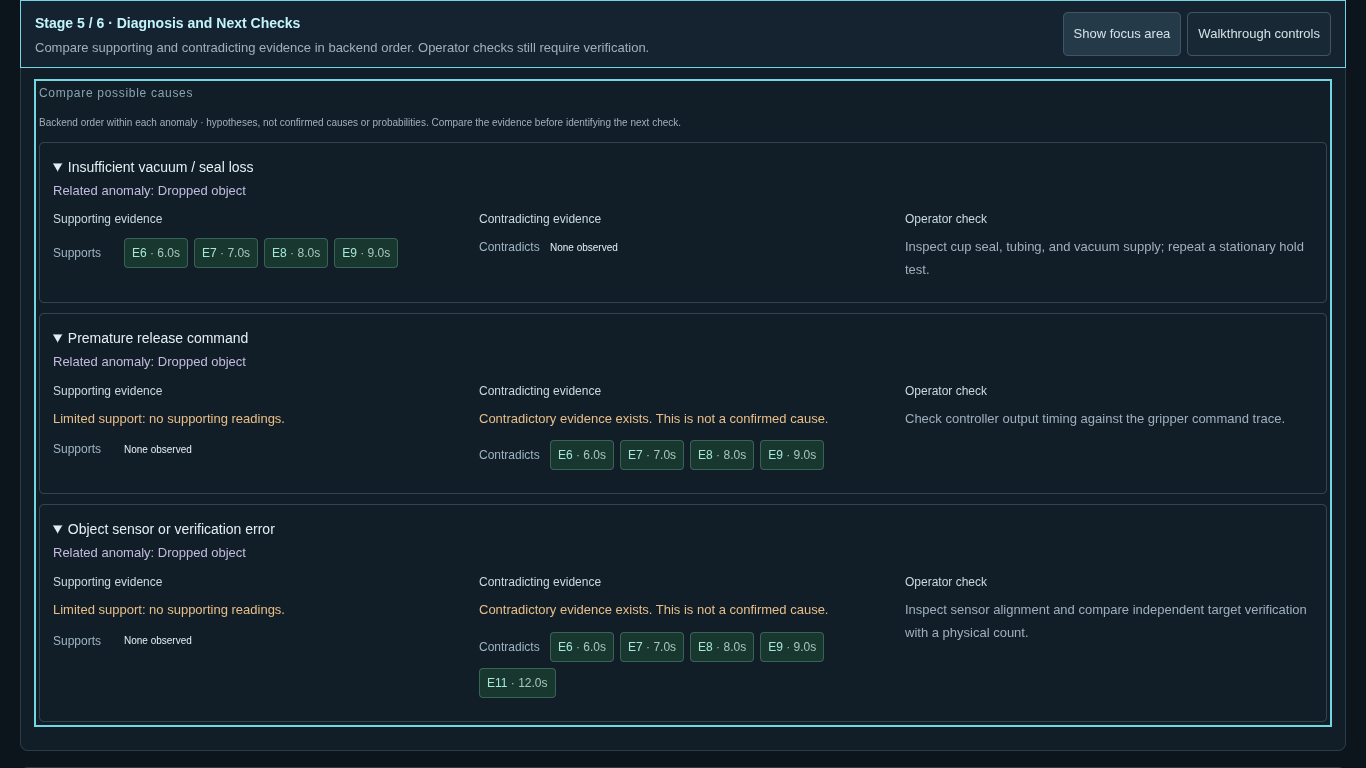 Stage 5 / 6 · Diagnosis and Next Checks
Compare supporting and contradicting evidence in backend order. Operator checks still require verification.
Show focus area
Walkthrough controls
Compare possible causes
Backend order within each anomaly · hypotheses, not confirmed causes or probabilities. Compare the evidence before identifying the next check.
▼ Insufficient vacuum / seal loss
Related anomaly: Dropped object
Supporting evidence
Supports E6 · 6.0s E7 · 7.0s E8 · 8.0s E9 · 9.0s
Contradicting evidence
Contradicts None observed
Operator check
Inspect cup seal, tubing, and vacuum supply; repeat a stationary hold
test.
▼ Premature release command
Related anomaly: Dropped object
Supporting evidence
Limited support: no supporting readings.
Supports None observed
Contradicting evidence
Contradictory evidence exists. This is not a confirmed cause.
Contradicts E6 · 6.0s E7 · 7.0s E8 · 8.0s E9 · 9.0s
Operator check
Check controller output timing against the gripper command trace.
▼ Object sensor or verification error
Related anomaly: Dropped object
Supporting evidence
Limited support: no supporting readings.
Supports None observed
Contradicting evidence
Contradictory evidence exists. This is not a confirmed cause.
Contradicts E6 · 6.0s E7 · 7.0s E8 · 8.0s E9 · 9.0s
E11 · 12.0s
Operator check
Inspect sensor alignment and compare independent target verification
with a physical count.